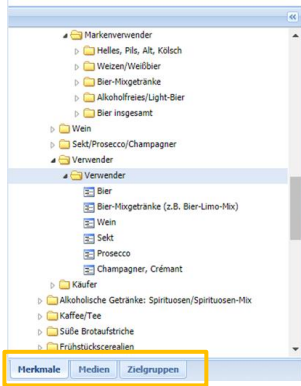 Markenverwender
Helles, Pils, Alt, Kölsch
Weizen/Weißbier
Bier-Mixgetränke
Alkoholfreies/Light-Bier
Bier insgesamt
Wein
Sekt/Prosecco/Champagner
Verwender
Verwender
Bier
Bier-Mixgetränke (z.B. Bier-Limo-Mix)
Wein
Sekt
Prosecco
Champagner, Crémant
Käufer
Alkoholische Getränke: Spirituosen/Spirituosen-Mix
Kaffee/Tee
Süße Brotaufstriche
Frühstückscerealien
Merkmale Medien Zielgruppen